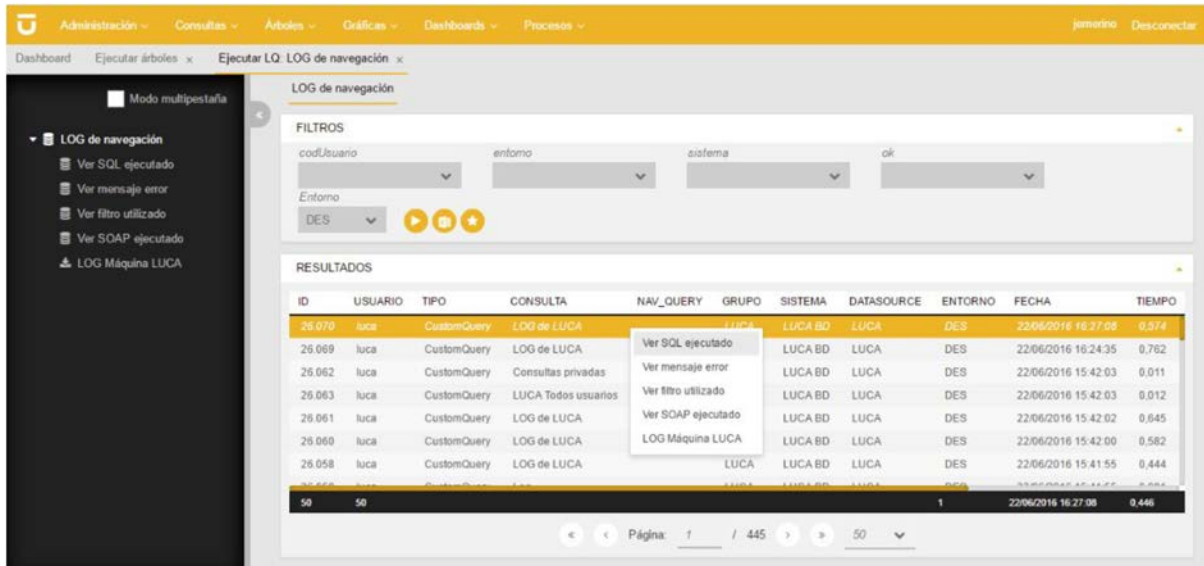 Administración Consultas Árboles Gráficas Dashboards Procesos jemerino Desconectar
Dashboard Ejecutar árboles x Ejecutar LQ: LOG de navegación x
Modo multipestaña
LOG de navegación
Ver SQL ejecutado
Ver mensaje error
Ver filtro utilizado
Ver SOAP ejecutado
LOG Máquina LUCA
LOG de navegación
FILTROS
codUsuario entorno sistema ok
Entorno
DES
RESULTADOS
ID USUARIO TIPO CONSULTA NAV_QUERY GRUPO SISTEMA DATASOURCE ENTORNO FECHA TIEMPO
26.070 luca CustomQuery LOG de LUCA LUCA LUCA BD LUCA DES 22/06/2016 16:27:08 0,574
26.069 luca CustomQuery LOG de LUCA LUCA BD LUCA DES 22/06/2016 16:24:35 0,762
26.062 luca CustomQuery Consultas privadas LUCA BD LUCA DES 22/06/2016 15:42:03 0,011
26.063 luca CustomQuery LUCA Todos usuarios LUCA BD LUCA DES 22/06/2016 15:42:03 0,012
26.061 luca CustomQuery LOG de LUCA LUCA BD LUCA DES 22/06/2016 15:42:02 0,645
26.060 luca CustomQuery LOG de LUCA LUCA BD LUCA DES 22/06/2016 15:42:00 0,582
26.058 luca CustomQuery LOG de LUCA LUCA LUCA BD LUCA DES 22/06/2016 15:41:55 0,444
Ver SQL ejecutado
Ver mensaje error
Ver filtro utilizado
Ver SOAP ejecutado
LOG Máquina LUCA
50 50 1 22/06/2016 16:27:08 0,446
« ‹ Página: 1 / 445 › » 50